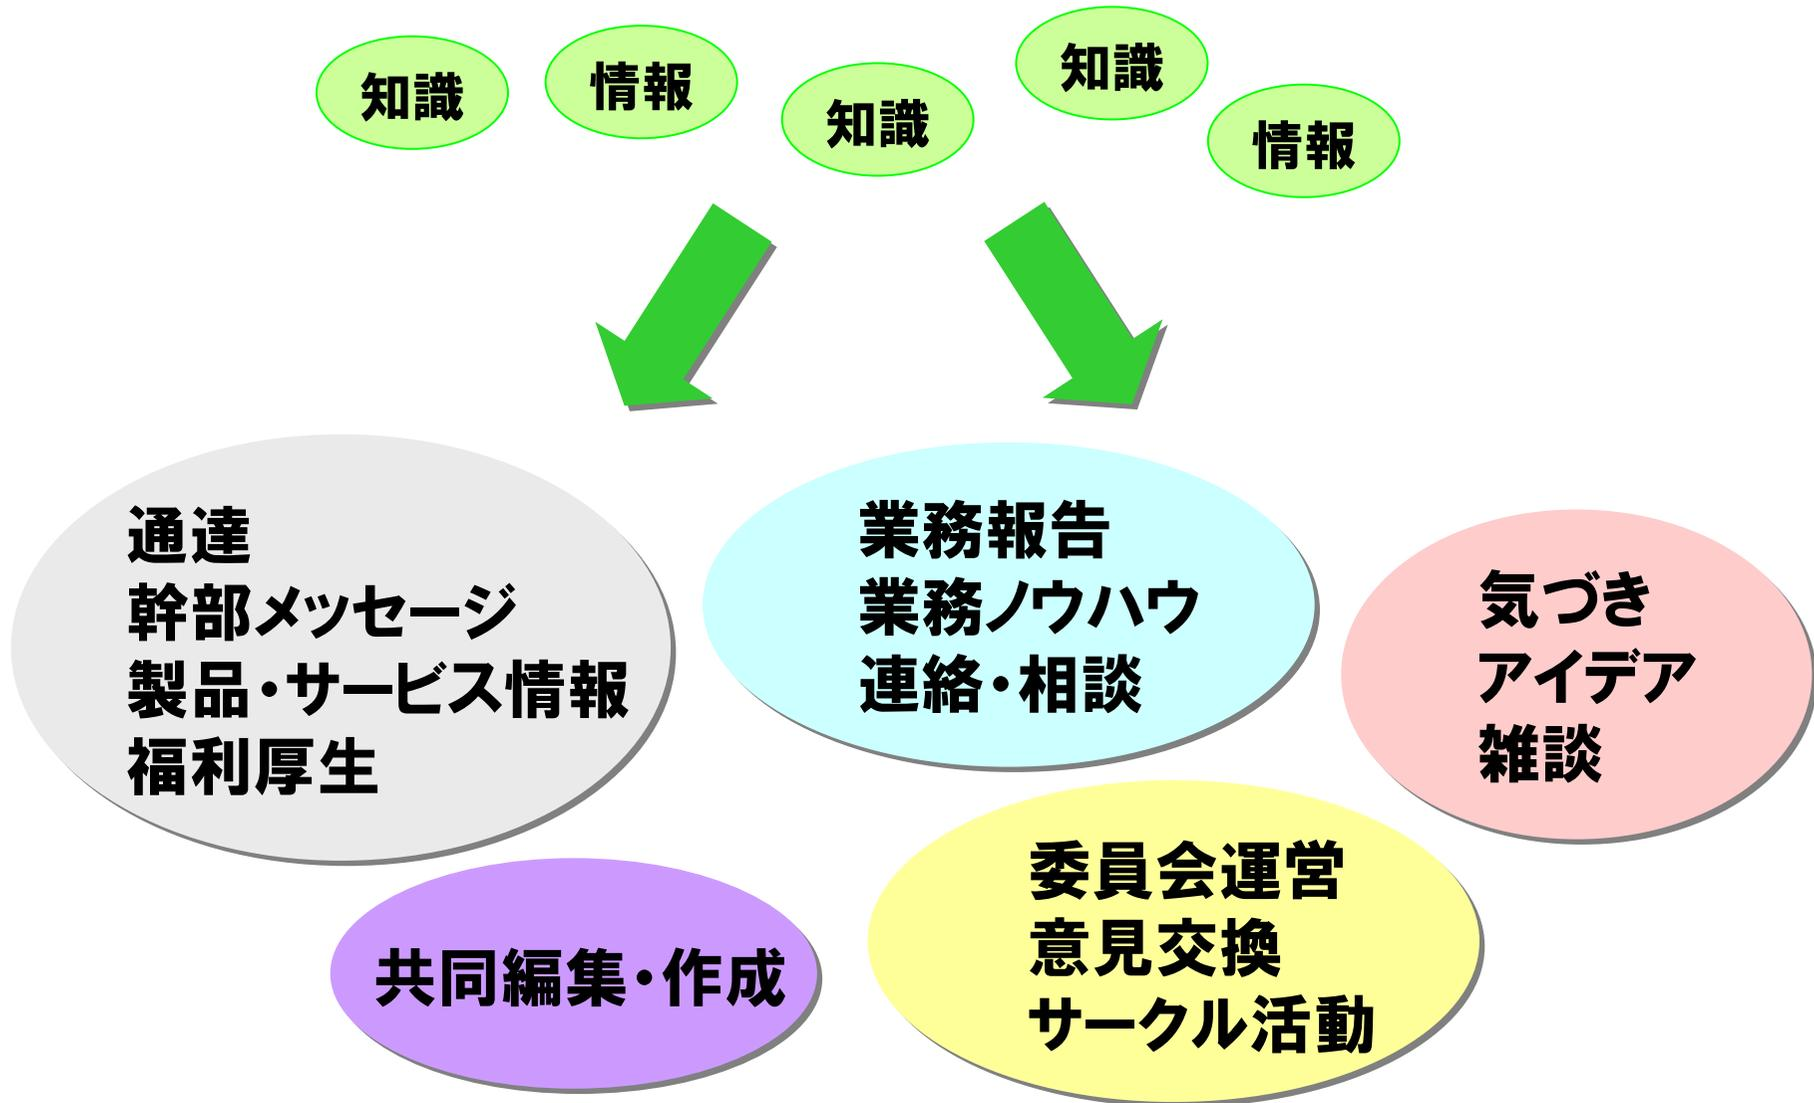 知識
情報
知識
知識
情報
通達
幹部メッセージ
製品・サービス情報
福利厚生
業務報告
業務ノウハウ
連絡・相談
気づき
アイデア
雑談
共同編集・作成
委員会運営
意見交換
サークル活動